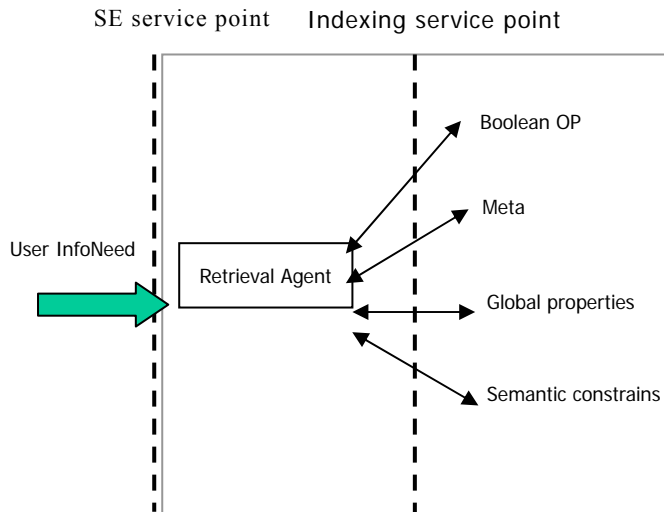 SE service point
Indexing service point
Boolean OP
Meta
User InfoNeed
Retrieval Agent
Global properties
Semantic constrains